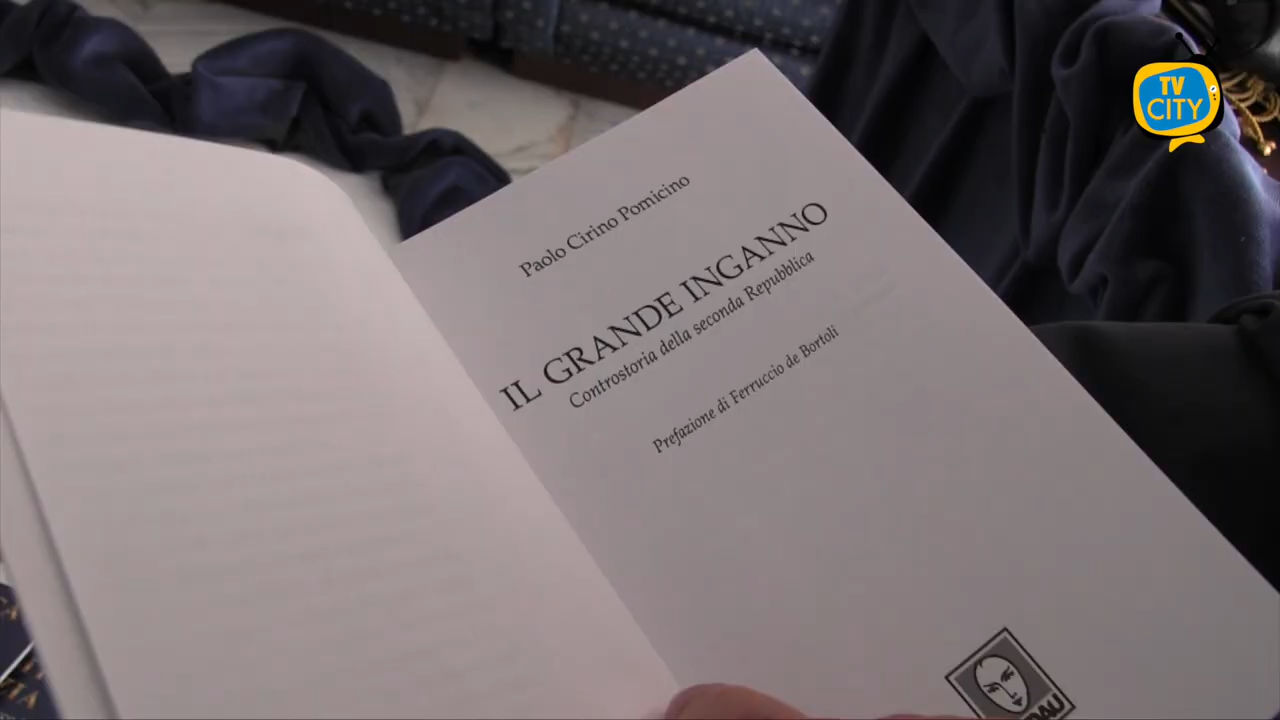 TV
CITY
Paolo Cirino Pomicino
IL GRANDE INGANNO
Controstoria della seconda Repubblica
Prefazione di Ferruccio de Bortoli